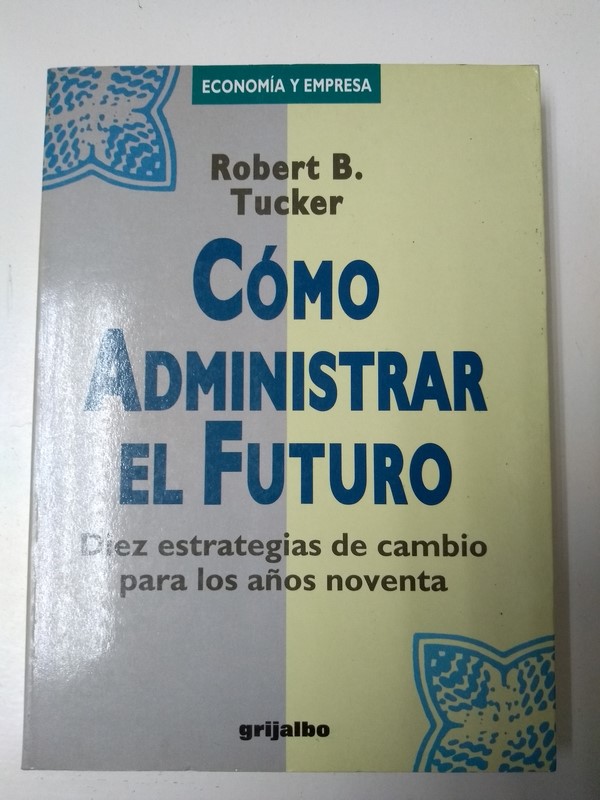 ECONOMÍA Y EMPRESA
Robert B.
Tucker
CÓMO
ADMINISTRAR
EL FUTURO
Diez estrategias de cambio
para los años noventa
grijalbo